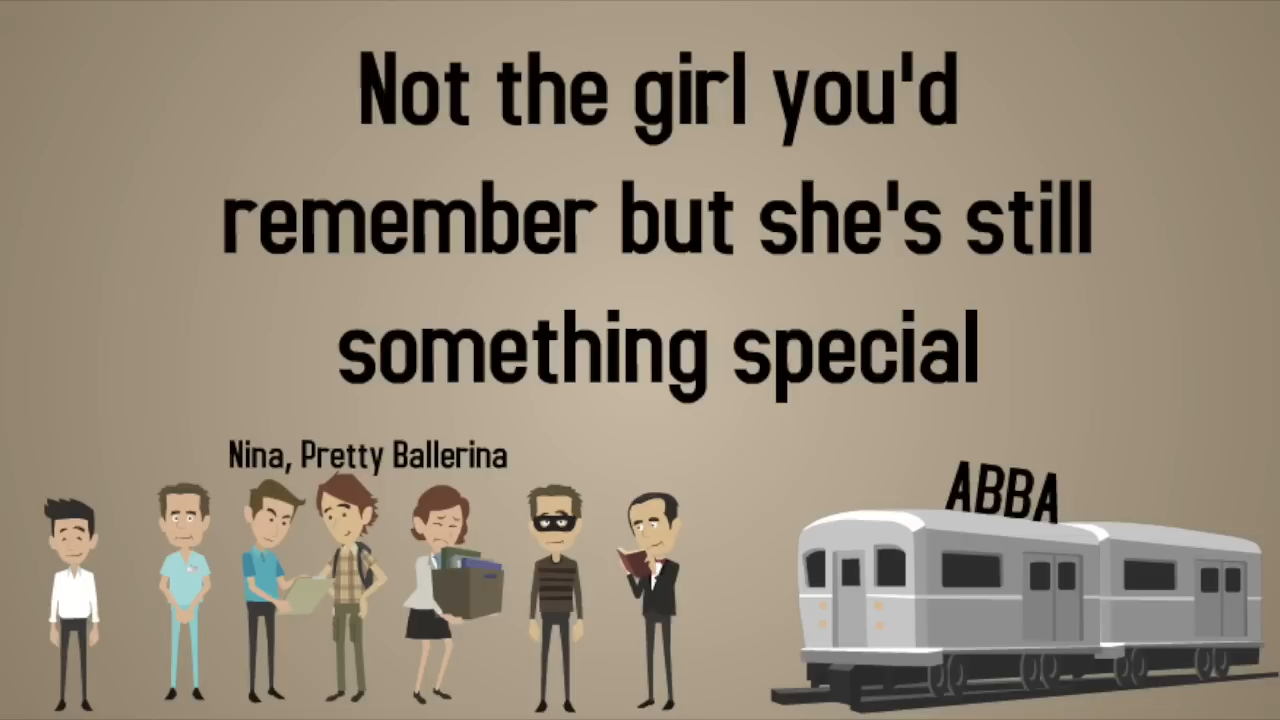 Not the girl you'd
remember but she's still
something special
Nina, Pretty Ballerina
ABBA